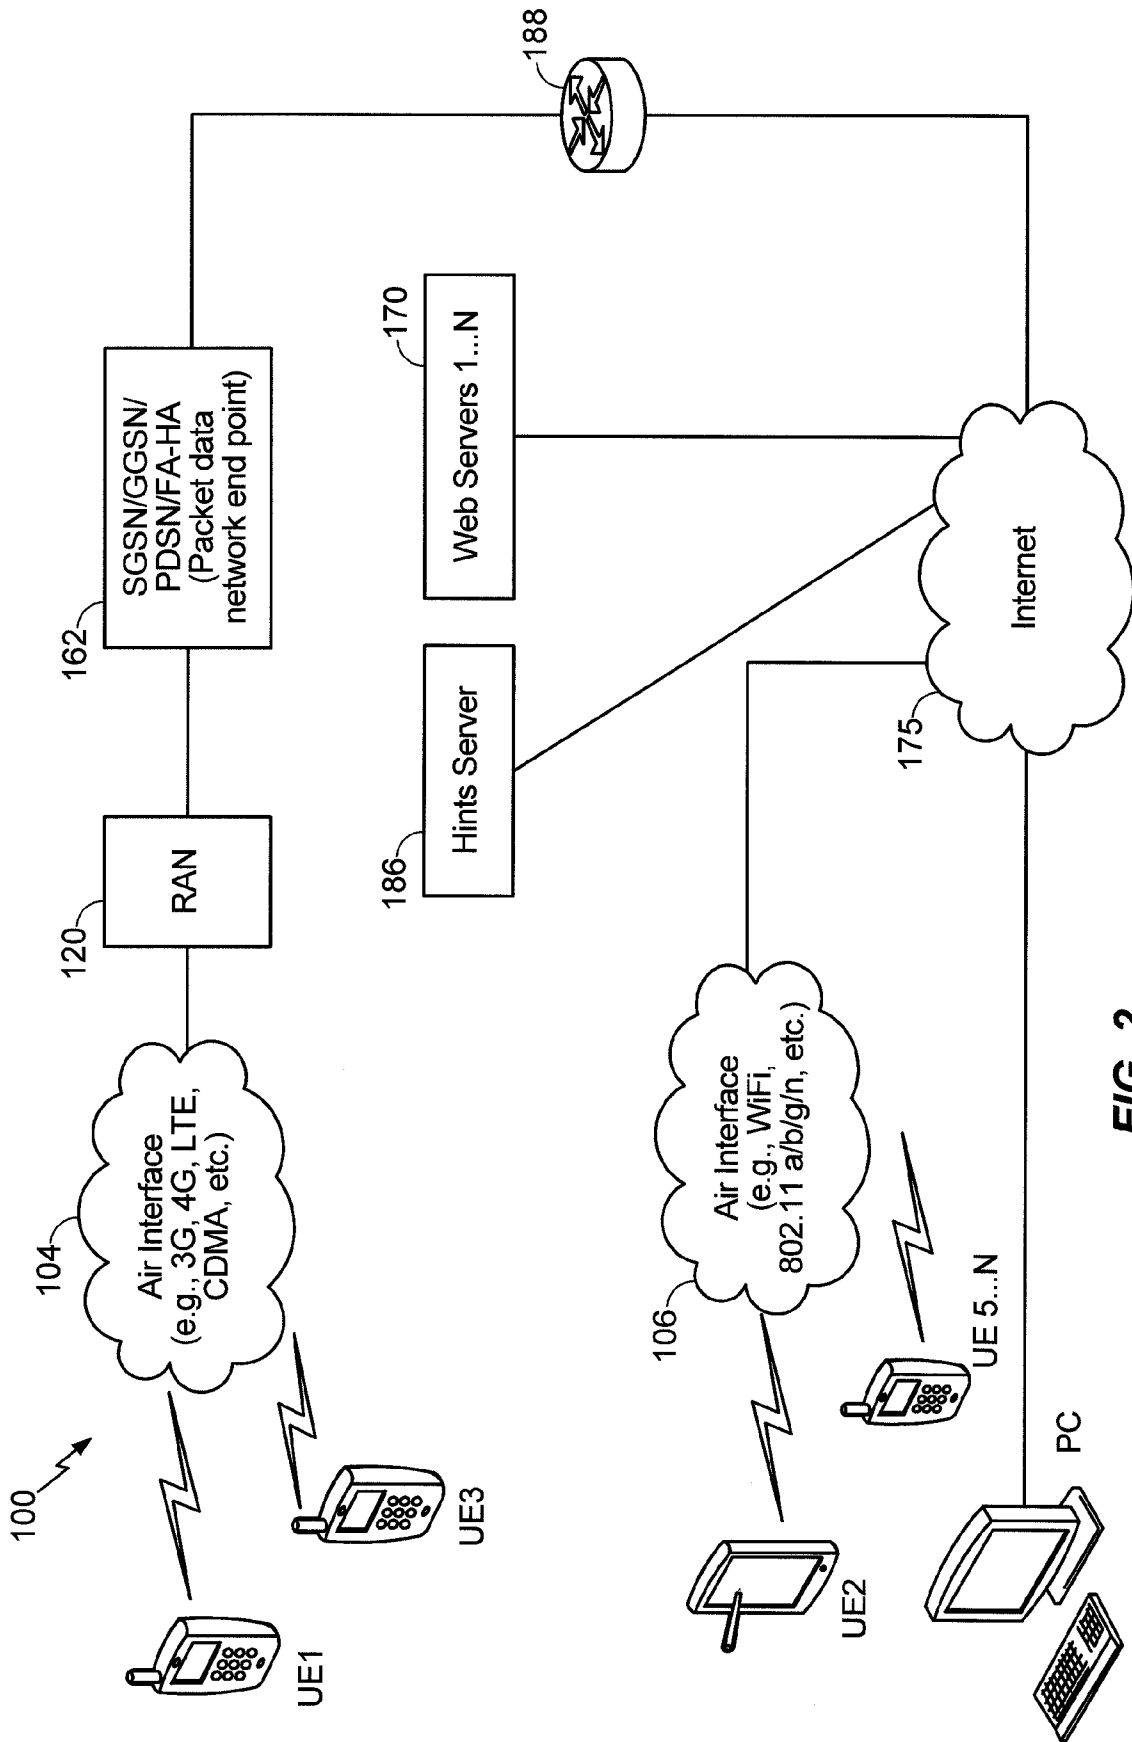 100
104
Air Interface
(e.g., 3G, 4G, LTE,
CDMA, etc.)
120
RAN
162
SGSN/GGSN/
PDSN/FA-HA
(Packet data
network end point)
UE1
UE3
186
Hints Server
170
Web Servers 1...N
188
106
Air Interface
(e.g., WiFi,
802.11 a/b/g/n, etc.)
UE2
UE 5...N
175
Internet
PC
FIG. 2